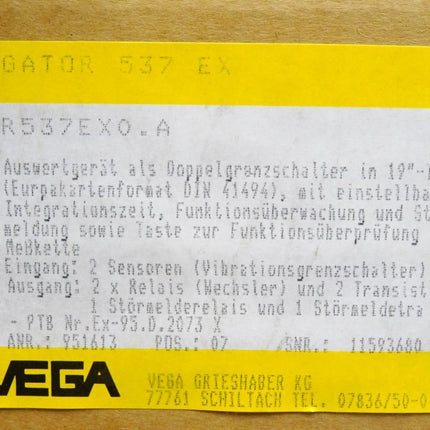 GATOR 537 EX
R537EXO.A
Auswertgerät als Doppelgrenzschalter in 19"-
(Eurpakartenformat DIN 41494), mit einstellba
Integrationszeit, Funktionsüberwachung und St
meldung sowie Taste zur Funktionsüberprüfung
Meßkette
Eingang: 2 Sensoren (Vibrationsgrenzschalter)
Ausgang: 2 x Relais (Wechsler) und 2 Transist
1 Störmelderelais und 1 Störmeldetra
- PTB Nr.Ex-93.D.2073 X
ANR.: 951613 POS.: 07 SNR.: 11593680
VEGA
VEGA GRIESHABER KG
77761 SCHILTACH TEL. 07836/50-0